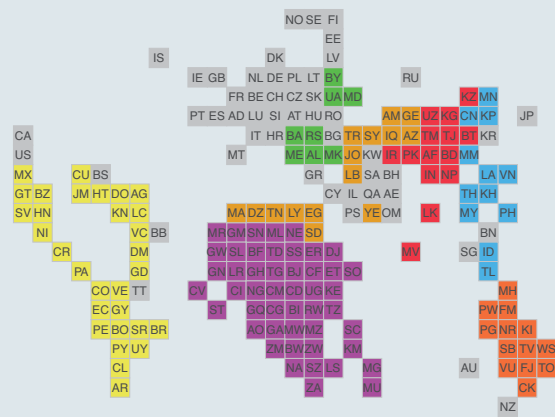 NO SE FI
EE
IS DK LV
IE GB NL DE PL LT BY RU
FR BE CH CZ SK UA MD KZ MN
PT ES AD LU SI AT HU RO AM GE UZ KG CN KP JP
CA IT HR BA RS BG TR SY IQ AZ TM TJ BT KR
US MT ME AL MK JO KW IR PK AF BD MM
MX CU BS GR LB SA BH IN NP LA VN
GT BZ JM HT DO AG CY IL QA AE TH KH
SV HN KN LC MA DZ TN LY EG PS YE OM LK MY PH
NI VC BB MR GM SN ML NE SD BN
CR DM GW SL BF TD SS ER DJ MV SG ID
PA GD GN LR GH TG BJ CF ET SO TL
CO VE TT CV CI NG CM CD UG KE MH
EC GY ST GQ CG BI RW TZ PW FM
PE BO SR BR AO GA MW MZ SC PG NR KI
PY UY ZM BW ZW KM SB TV WS
CL NA SZ LS MG AU VU FJ TO
AR ZA MU CK
NZ